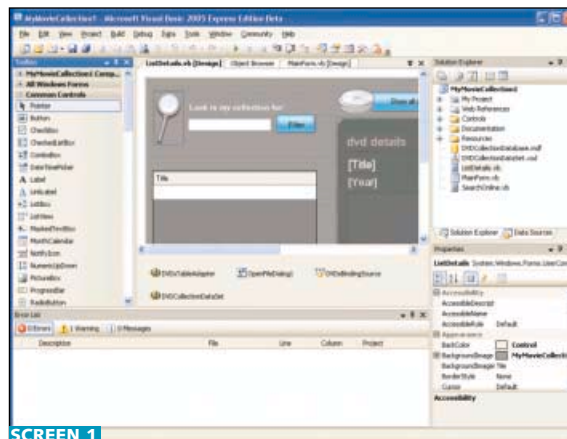 MyMovieCollection1 - Microsoft Visual Basic 2005 Express Edition Beta
File Edit View Project Build Debug Data Tools Window Community Help
Toolbox
MyMovieCollection1 Comp...
All Windows Forms
Common Controls
Pointer
Button
CheckBox
CheckedListBox
ComboBox
DateTimePicker
Label
LinkLabel
ListBox
ListView
MaskedTextBox
MonthCalendar
NotifyIcon
NumericUpDown
PictureBox
ProgressBar
RadioButton
ListDetails.vb [Design] Object Browser MainForm.vb [Design]
Look in my collection for:
Filter
Title
Show all
dvd details
[Title]
[Year]
DVDsTableAdapter OpenFileDialog1 DVDsBindingSource
DVDCollectionDataSet
Solution Explorer
MyMovieCollection1
My Project
Web References
Controls
Documentation
Resources
DVDCollectionDatabase.mdf
DVDCollectionDataSet.xsd
ListDetails.vb
MainForm.vb
SearchOnline.vb
Solution Explorer Data Sources
Properties
ListDetails System.Windows.Forms.UserCon
Accessibility
AccessibleDescript
AccessibleName
AccessibleRole Default
Appearance
BackColor Control
BackgroundImage MyMovieCollecti
BackgroundImage Tile
BorderStyle None
Cursor Default
Accessibility
Error List
0 Errors 1 Warning 0 Messages
Description File Line Column Project
SCREEN 1